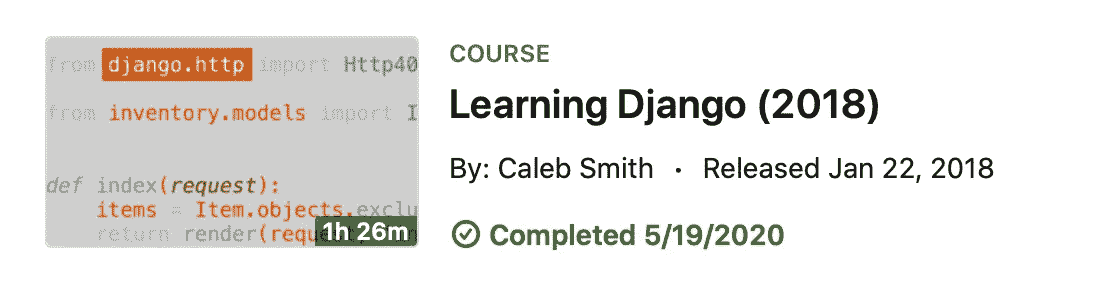 from django.http import Http40
from inventory.models import I
def index(request):
items = Item.objects.exclu
return render(requ
1h 26m
COURSE
Learning Django (2018)
By: Caleb Smith · Released Jan 22, 2018
Completed 5/19/2020